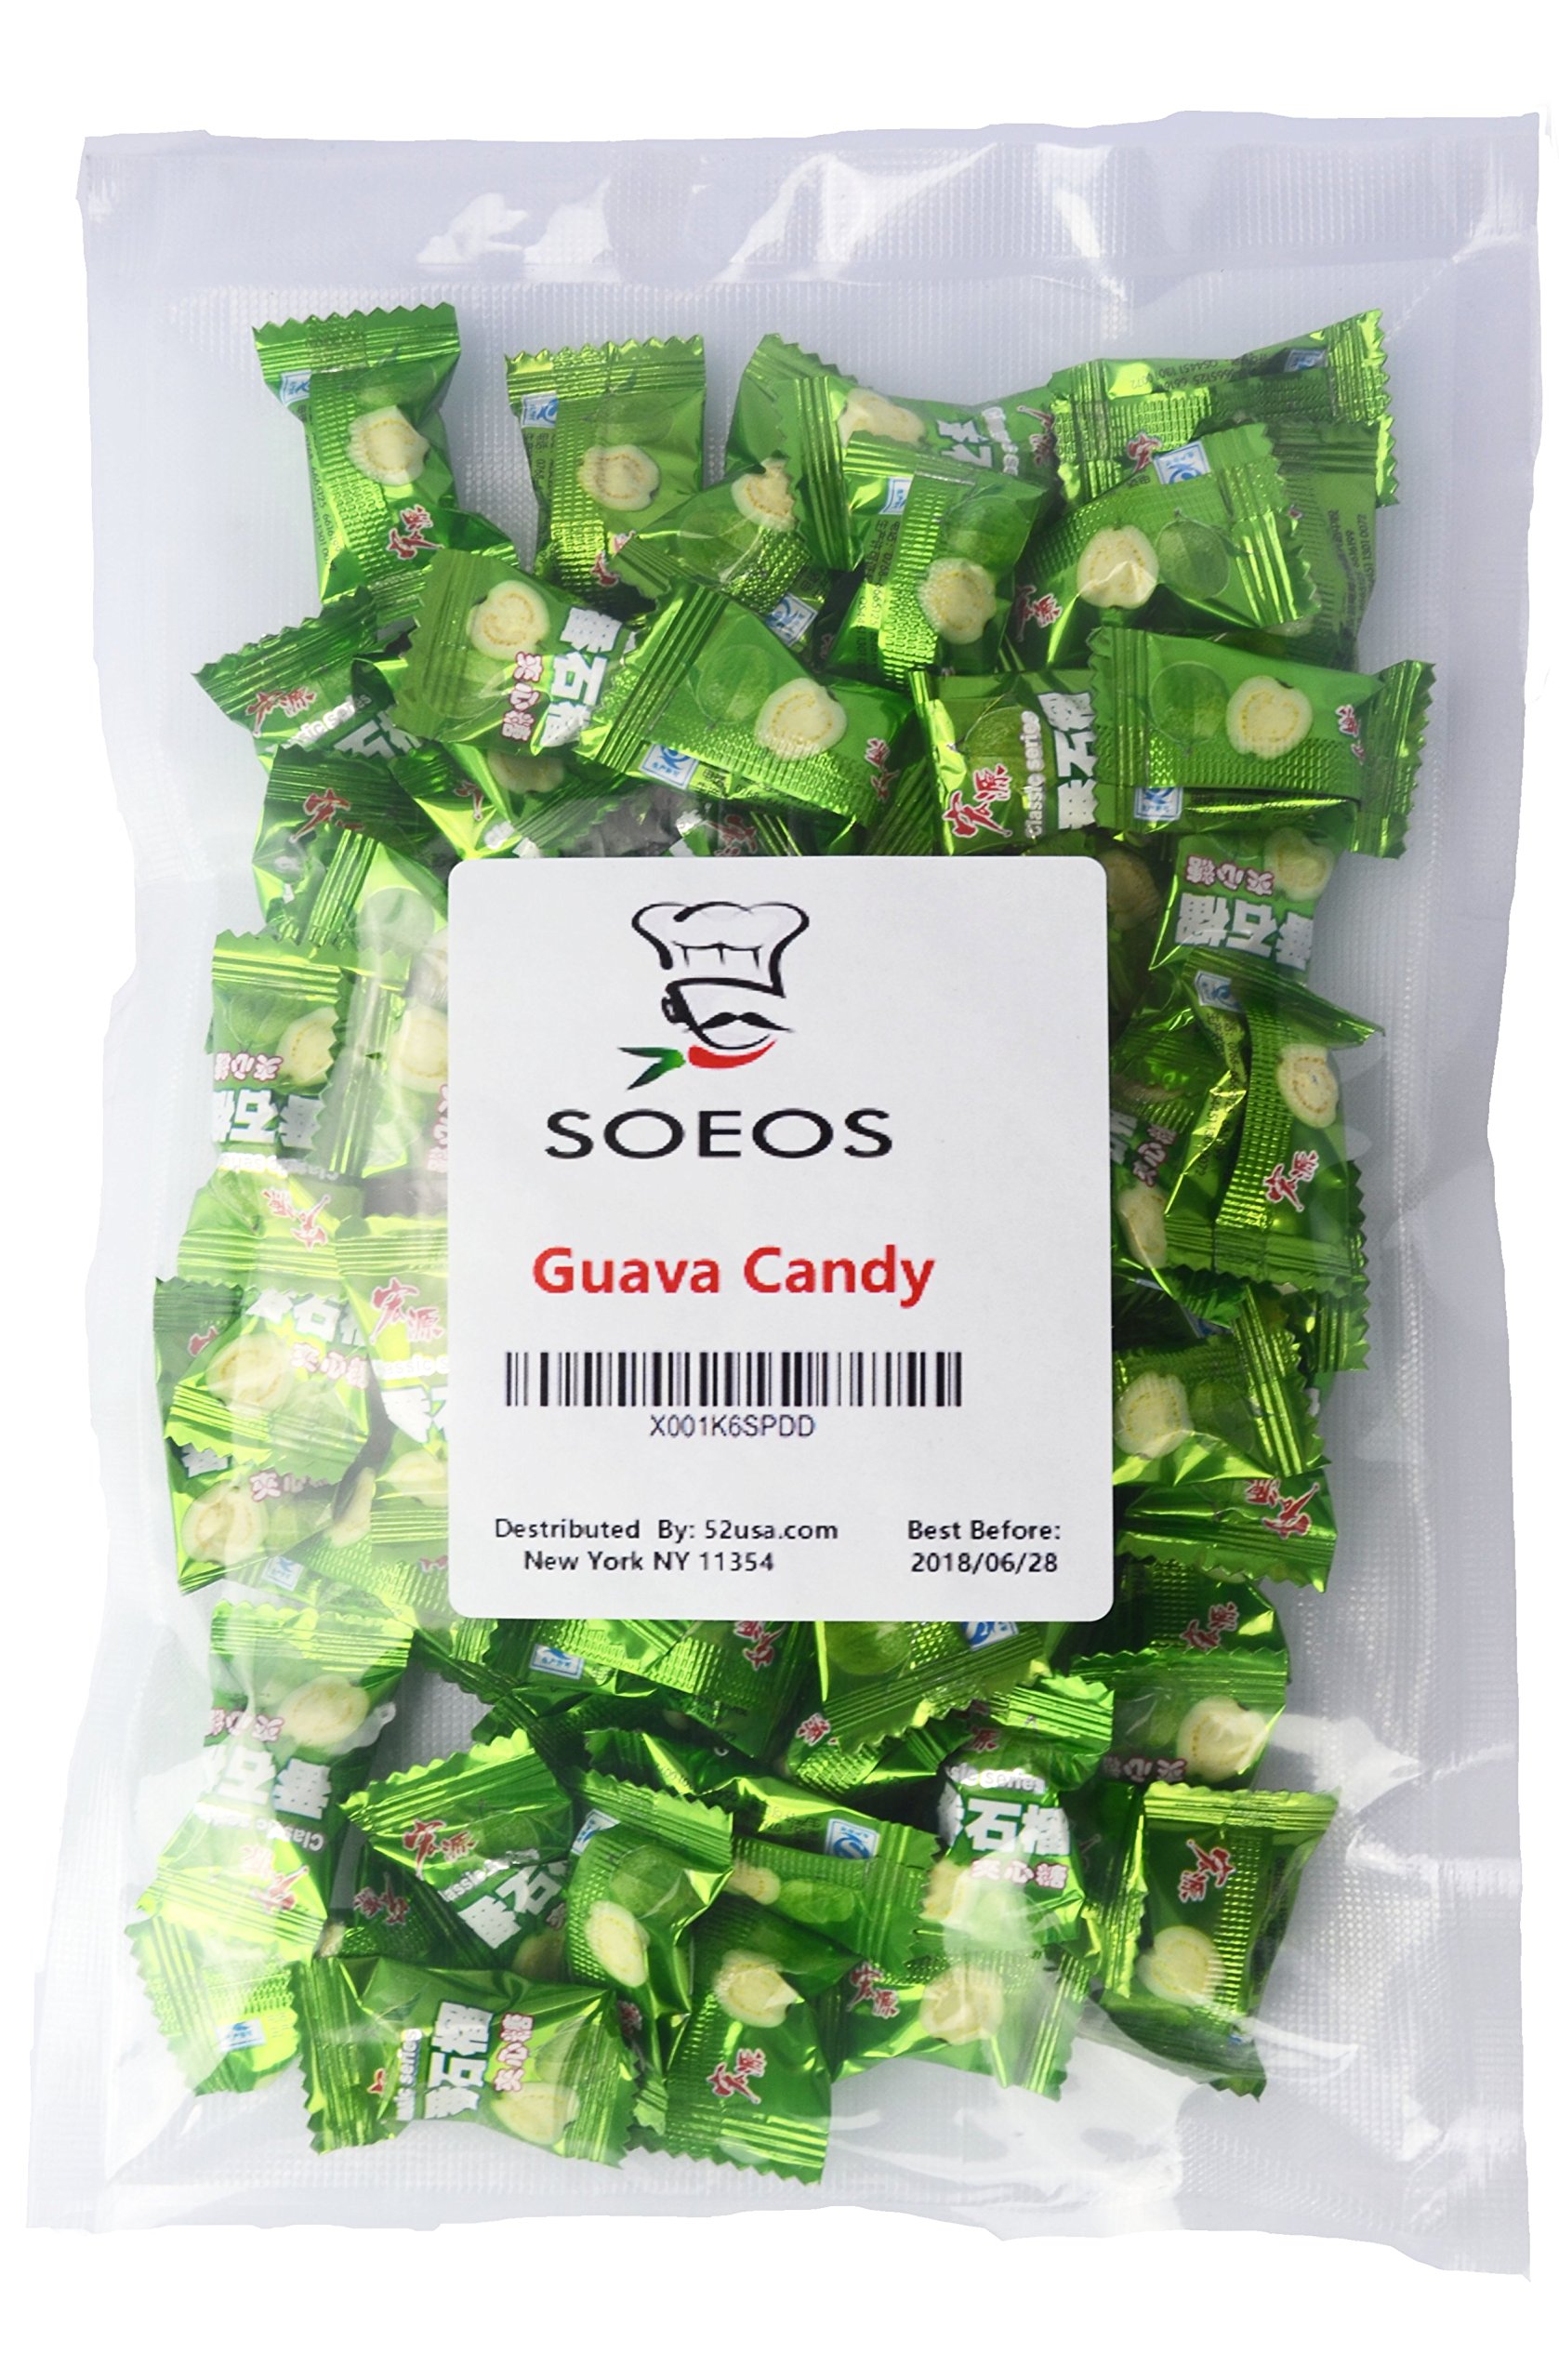 SOEOS
Guava Candy
X001K6SPDD
Destributed By: 52usa.com
New York NY 11354
Best Before:
2018/06/28
宏源
Classic series
番石榴
夹心糖